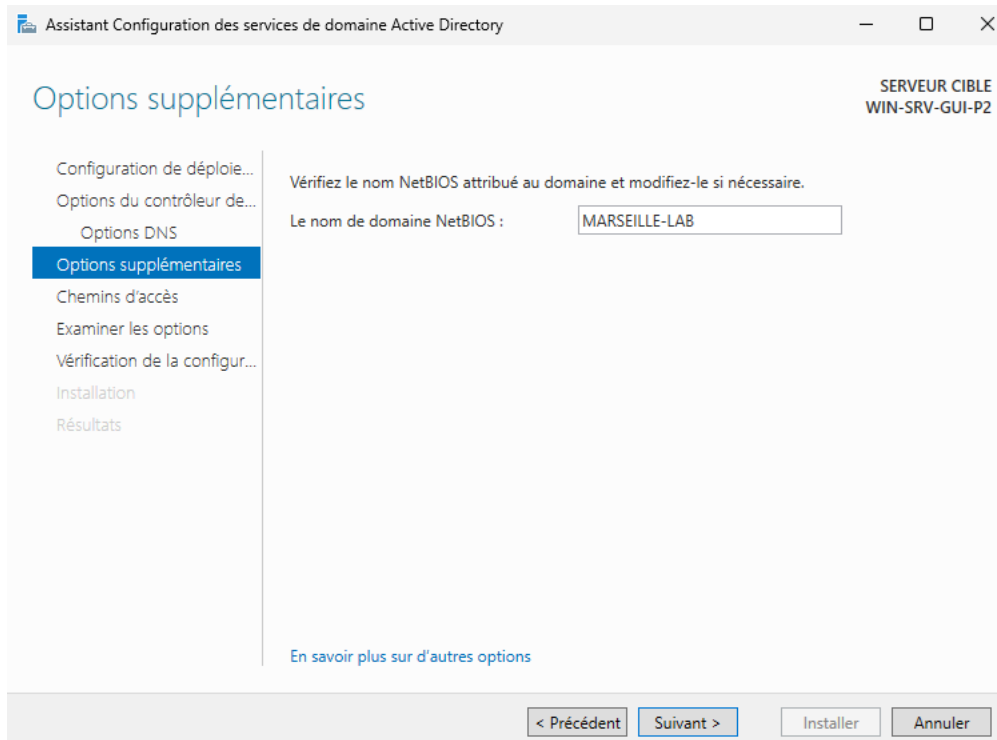 Assistant Configuration des services de domaine Active Directory
Options supplémentaires
SERVEUR CIBLE
WIN-SRV-GUI-P2
Configuration de déploie...
Options du contrôleur de...
Options DNS
Options supplémentaires
Chemins d'accès
Examiner les options
Vérification de la configur...
Installation
Résultats
Vérifiez le nom NetBIOS attribué au domaine et modifiez-le si nécessaire.
Le nom de domaine NetBIOS : MARSEILLE-LAB
En savoir plus sur d'autres options
< Précédent Suivant > Installer Annuler